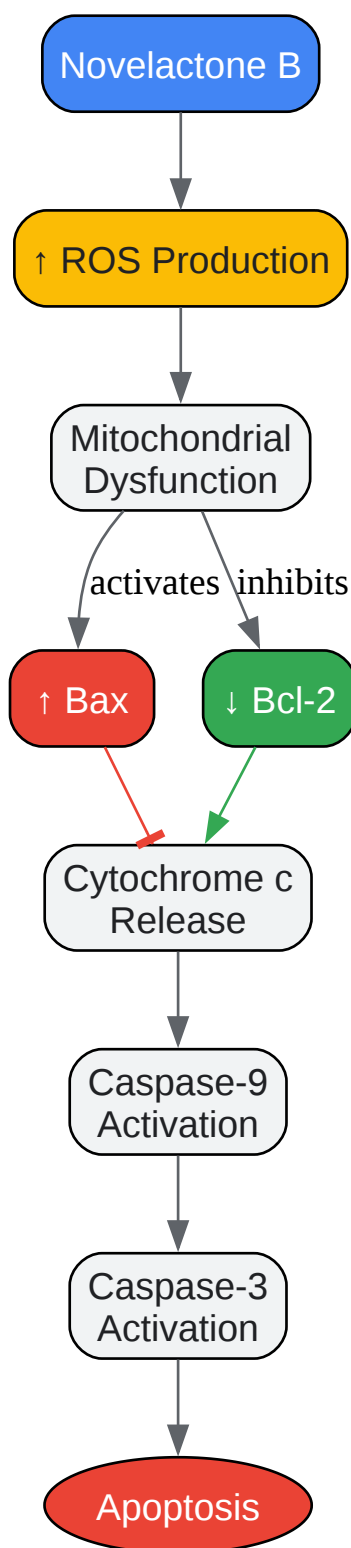 Novelactone B
↑ ROS Production
Mitochondrial
Dysfunction
activates
inhibits
↑ Bax
↓ Bcl-2
Cytochrome c
Release
Caspase-9
Activation
Caspase-3
Activation
Apoptosis